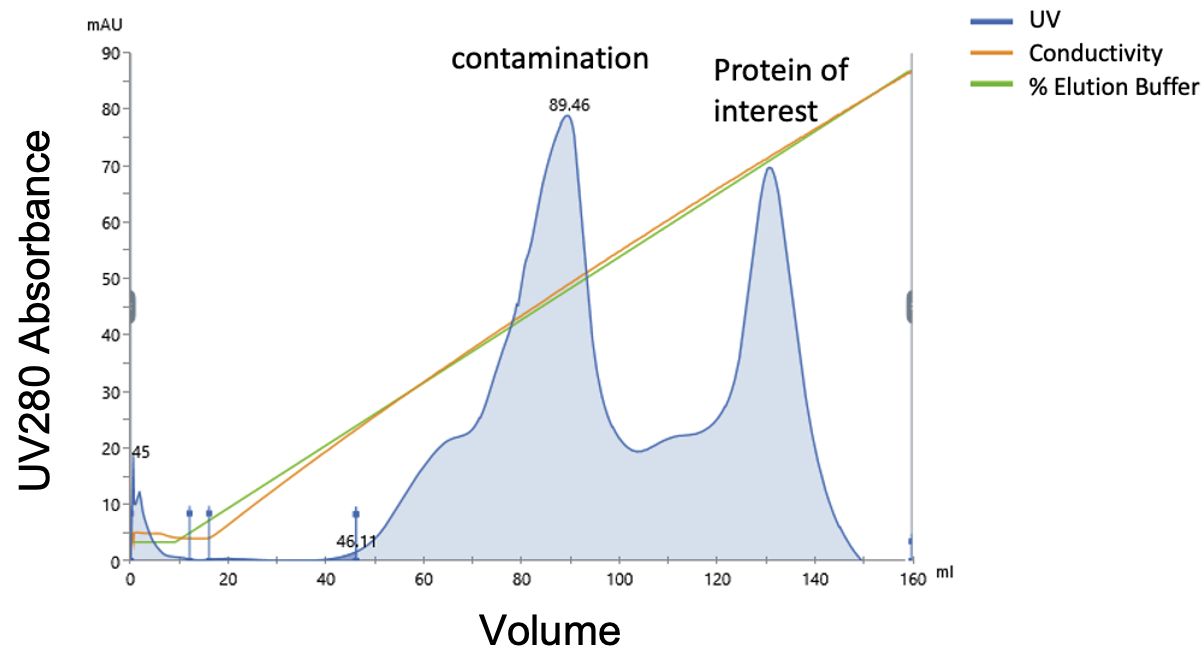 mAU
UV
Conductivity
% Elution Buffer
contamination
Protein of
interest
89.46
90
80
70
60
50
40
30
20
10
0
UV280 Absorbance
45
46.11
0 20 40 60 80 100 120 140 160 ml
Volume